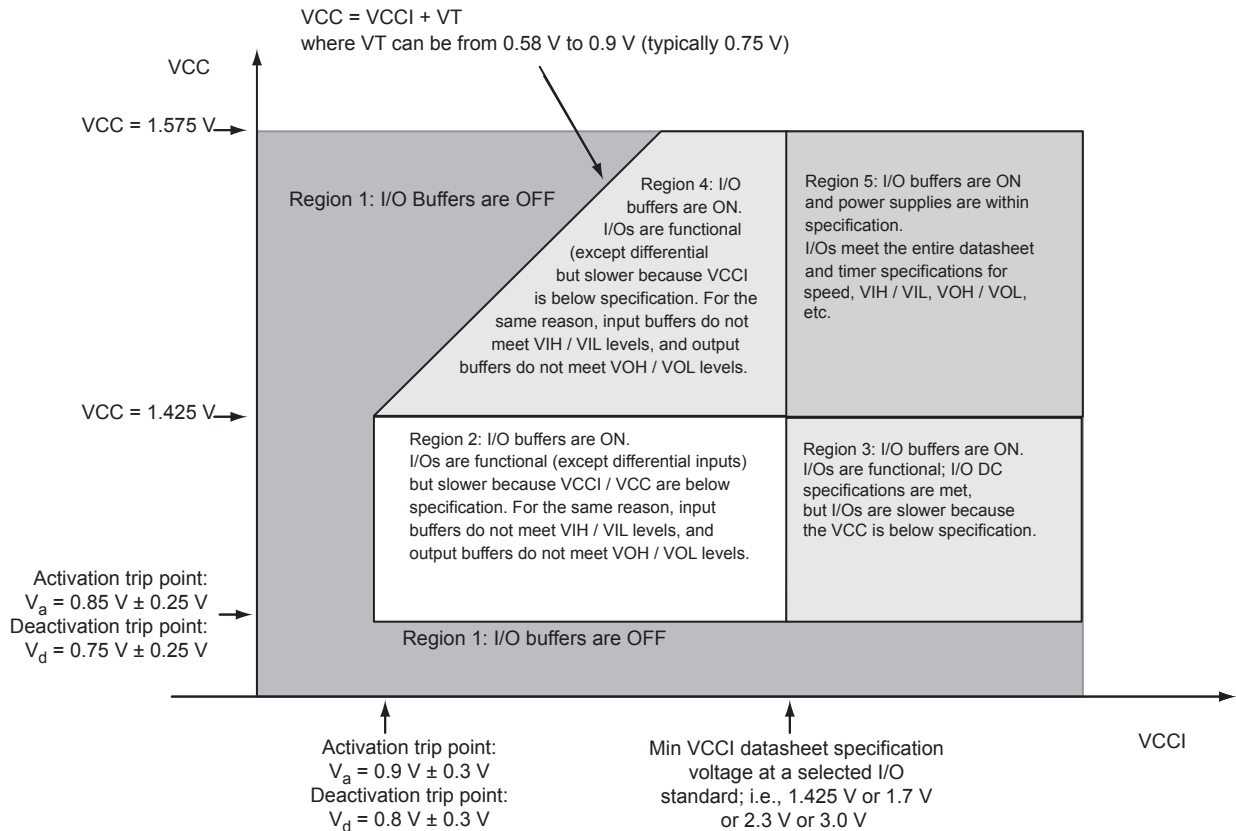 VCC = VCCI + VT
where VT can be from 0.58 V to 0.9 V (typically 0.75 V)
VCC
VCC = 1.575 V
Region 1: I/O Buffers are OFF
Region 4: I/O
buffers are ON.
I/Os are functional
(except differential
but slower because VCCI
is below specification. For the
same reason, input buffers do not
meet VIH / VIL levels, and output
buffers do not meet VOH / VOL levels.
Region 5: I/O buffers are ON
and power supplies are within
specification.
I/Os meet the entire datasheet
and timer specifications for
speed, VIH / VIL, VOH / VOL,
etc.
VCC = 1.425 V
Region 2: I/O buffers are ON.
I/Os are functional (except differential inputs)
but slower because VCCI / VCC are below
specification. For the same reason, input
buffers do not meet VIH / VIL levels, and
output buffers do not meet VOH / VOL levels.
Region 3: I/O buffers are ON.
I/Os are functional; I/O DC
specifications are met,
but I/Os are slower because
the VCC is below specification.
Activation trip point:
Va = 0.85 V ± 0.25 V
Deactivation trip point:
Vd = 0.75 V ± 0.25 V
Region 1: I/O buffers are OFF
Activation trip point:
Va = 0.9 V ± 0.3 V
Deactivation trip point:
Vd = 0.8 V ± 0.3 V
Min VCCI datasheet specification
voltage at a selected I/O
standard; i.e., 1.425 V or 1.7 V
or 2.3 V or 3.0 V
VCCI